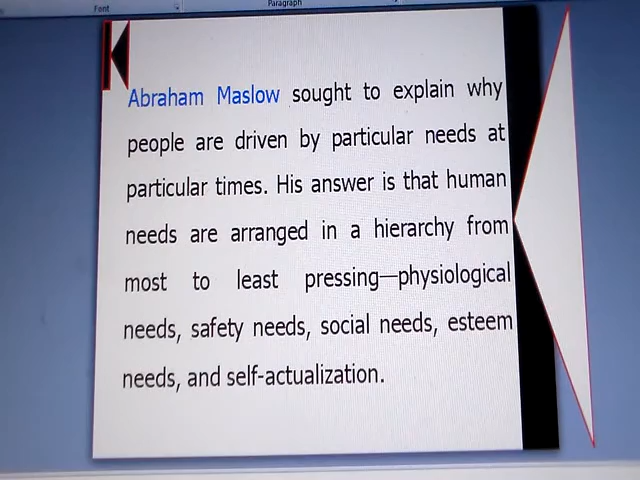 Font
Paragraph
Abraham Maslow sought to explain why
people are driven by particular needs at
particular times. His answer is that human
needs are arranged in a hierarchy from
most to least pressing—physiological
needs, safety needs, social needs, esteem
needs, and self-actualization.